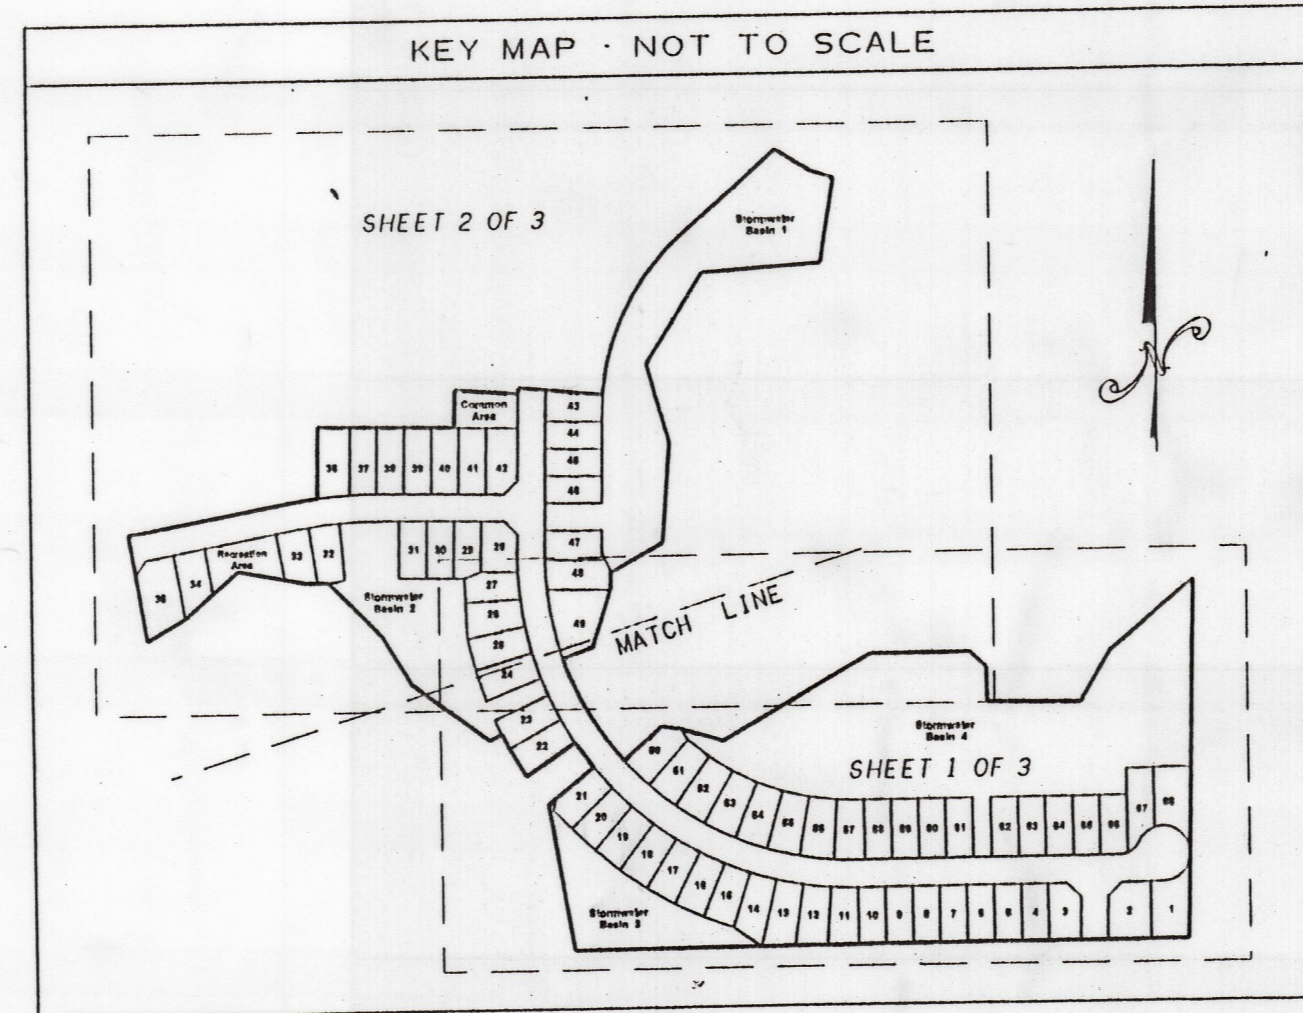 KEY MAP · NOT TO SCALE
Stormwater
Basin 1
SHEET 2 OF 3
Common
Area
43
44
45
46
36 37 38 39 40 41 42
47
48
49
31 30 29 28
Recreation
Area
33 32
35 34
Stormwater
Basin 2
27
26
25
24
23
22
MATCH LINE
Stormwater
Basin 4
SHEET 1 OF 3
50
51
52
53
54 55 56 57 58 59 60 61 62 63 64 65 66 67 68
21
20
19
18
17
16
15
14 13 12 11 10 9 8 7 6 5 4 3 2 1
Stormwater
Basin 3
N